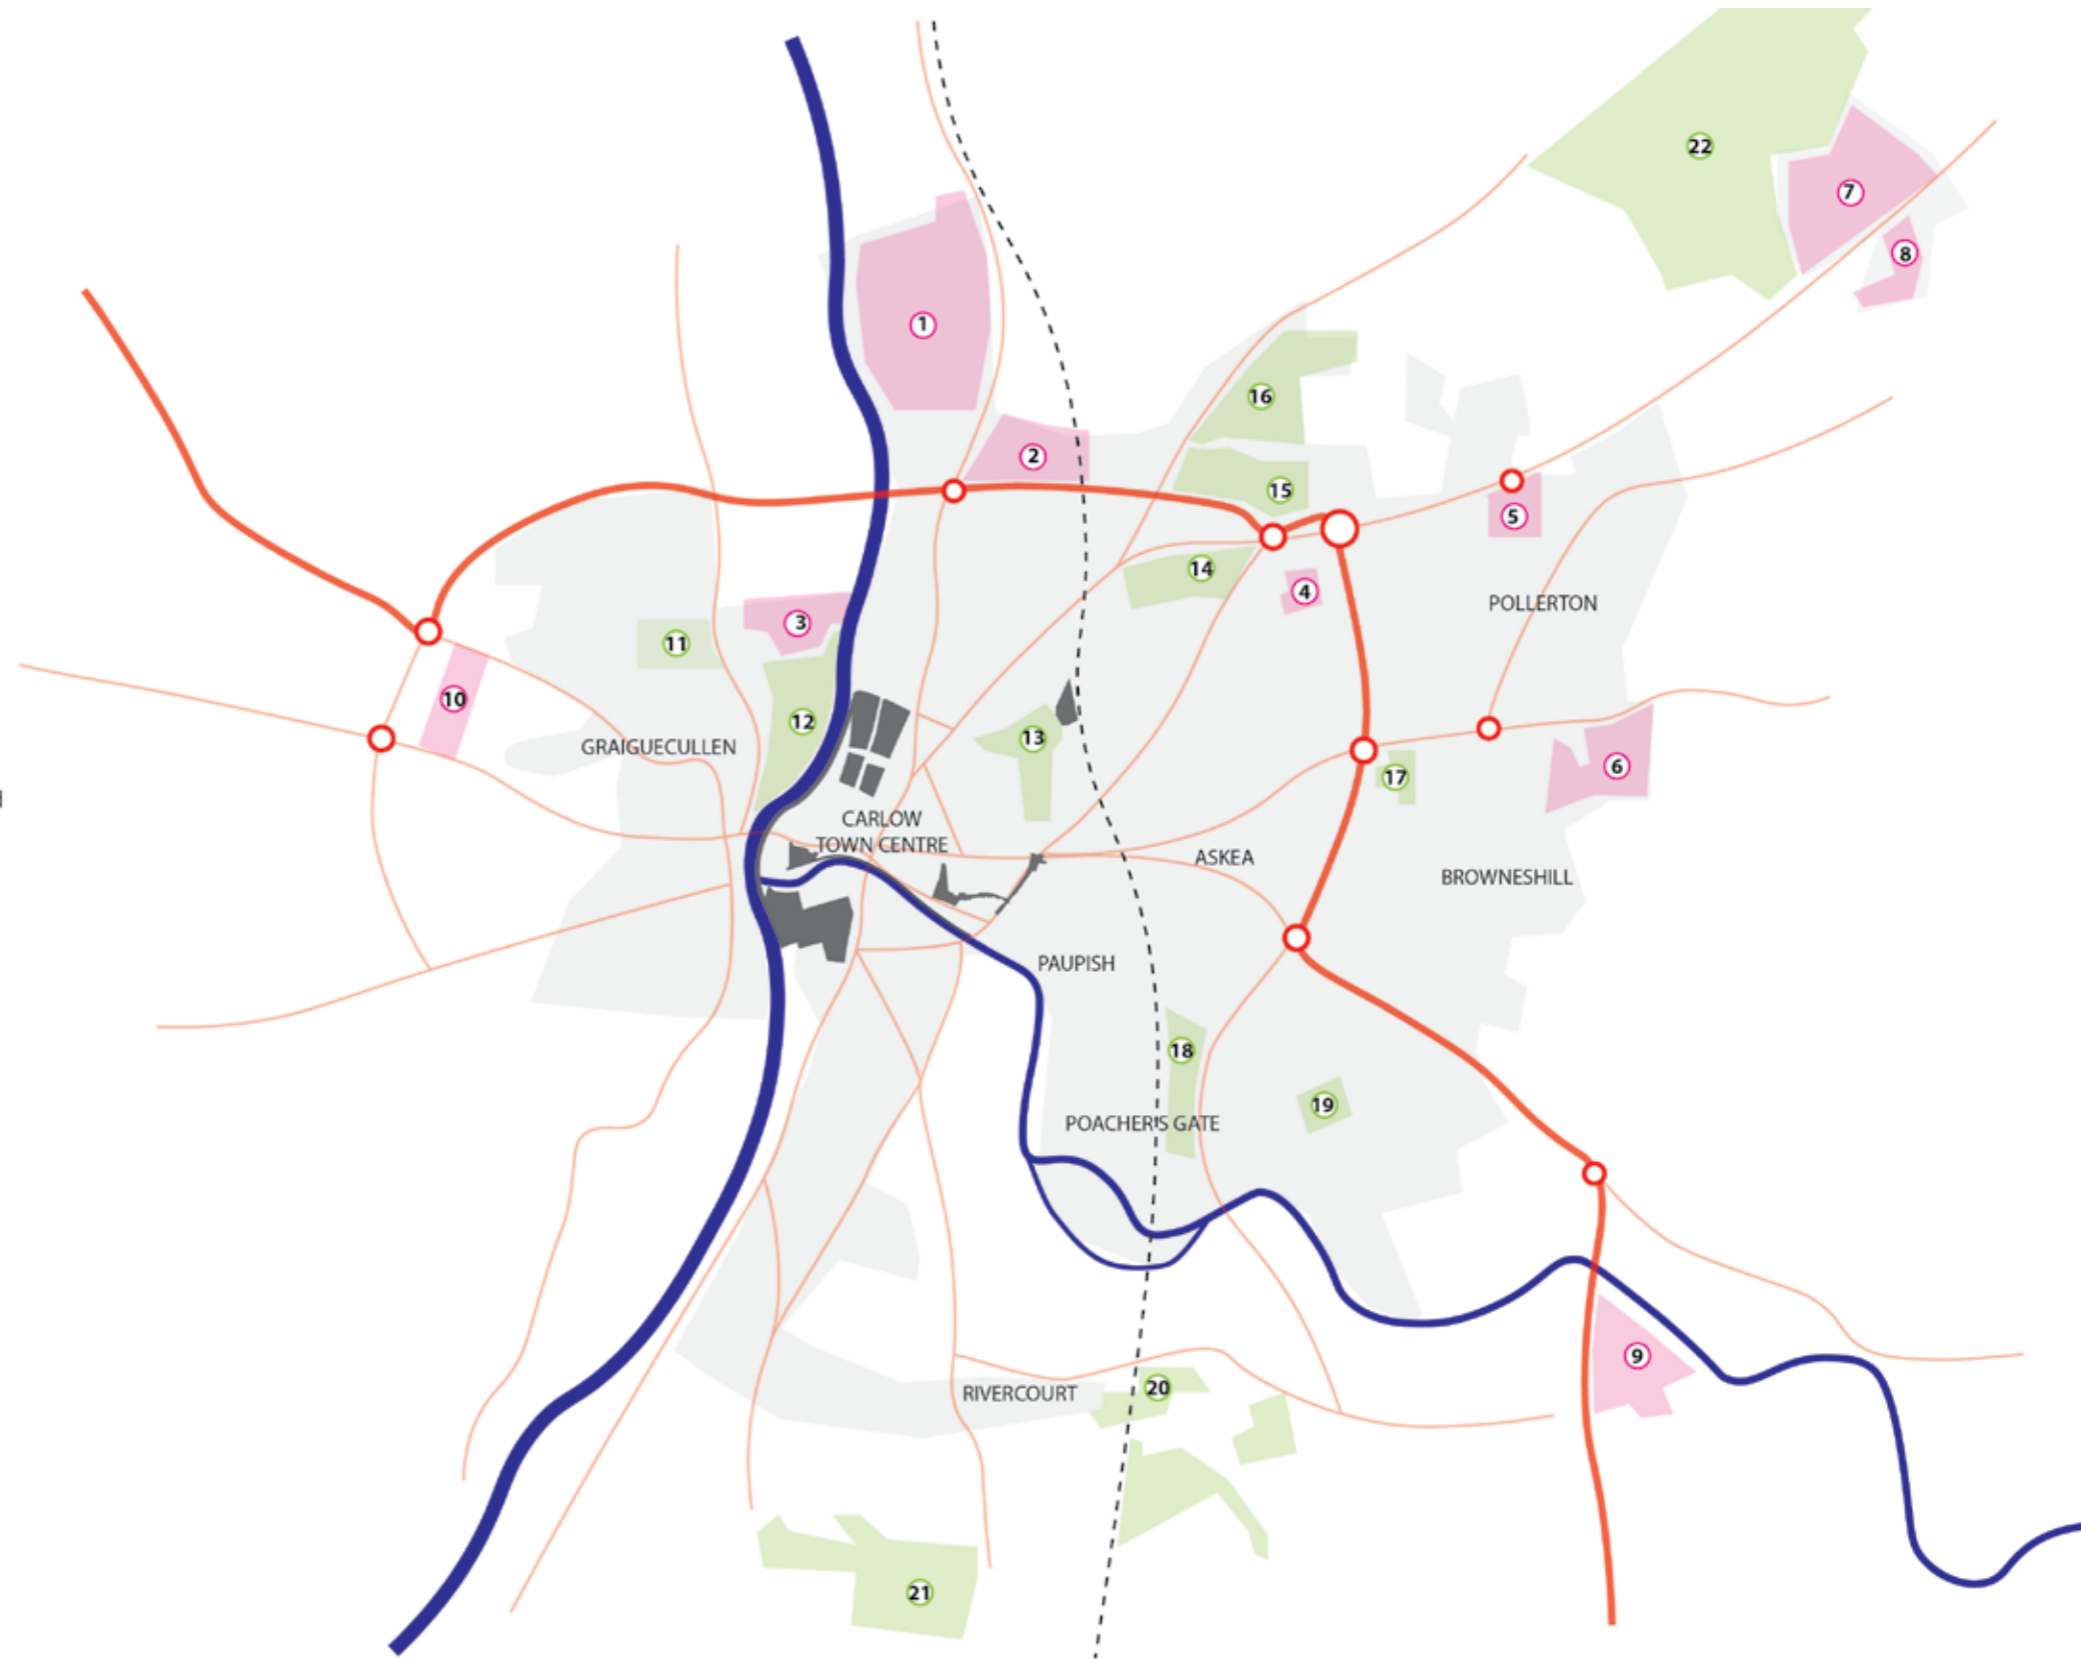 22
7
8
1
16
2
15
5
14
4
POLLERTON
3
11
10
12
13
GRAIGUECULLEN
6
17
CARLOW
TOWN CENTRE
ASKEA
BROWNESHILL
PAUPISH
18
19
POACHER'S GATE
9
20
RIVERCOURT
21